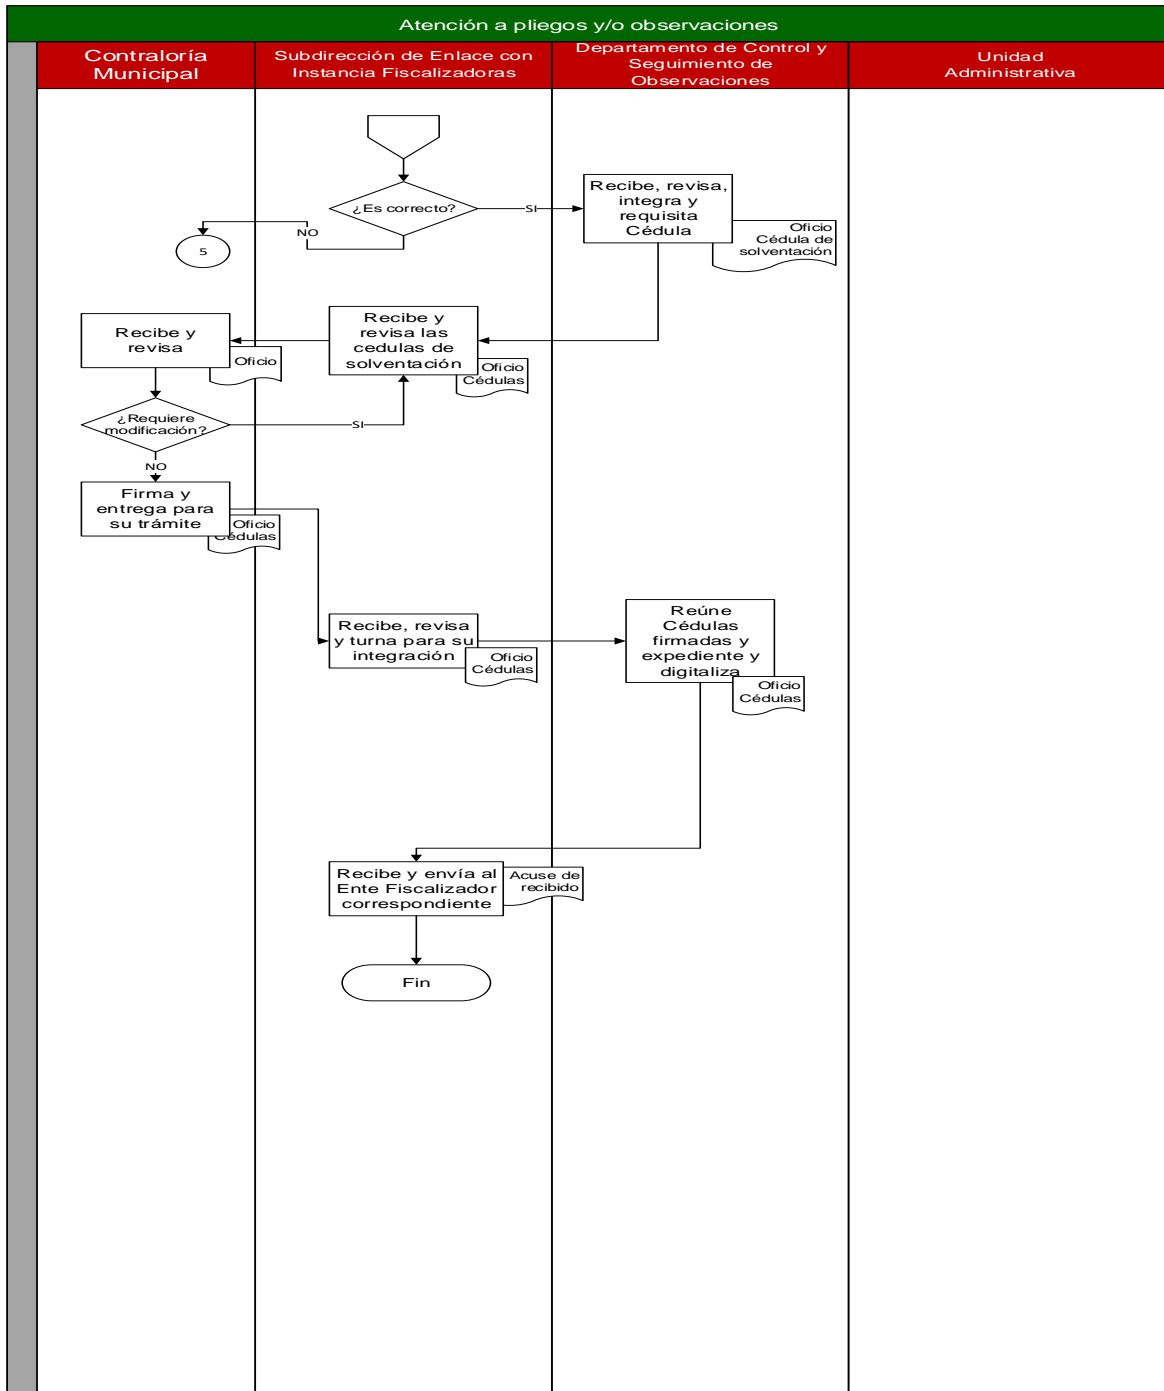 Atención a pliegos y/o observaciones
Contraloría
Municipal
Subdirección de Enlace con
Instancia Fiscalizadoras
Departamento de Control y
Seguimiento de
Observaciones
Unidad
Administrativa
¿Es correcto?
SI
Recibe, revisa,
integra y
requisita
Cédula
Oficio
Cédula de
solventación
NO
5
Recibe y
revisa las
cedulas de
solventación
Oficio
Cédulas
Recibe y
revisa
Oficio
¿Requiere
modificación?
SI
NO
Firma y
entrega para
su trámite
Oficio
Cédulas
Recibe, revisa
y turna para su
integración
Oficio
Cédulas
Reúne
Cédulas
firmadas y
expediente y
digitaliza
Oficio
Cédulas
Recibe y envía al
Ente Fiscalizador
correspondiente
Acuse de
recibido
Fin